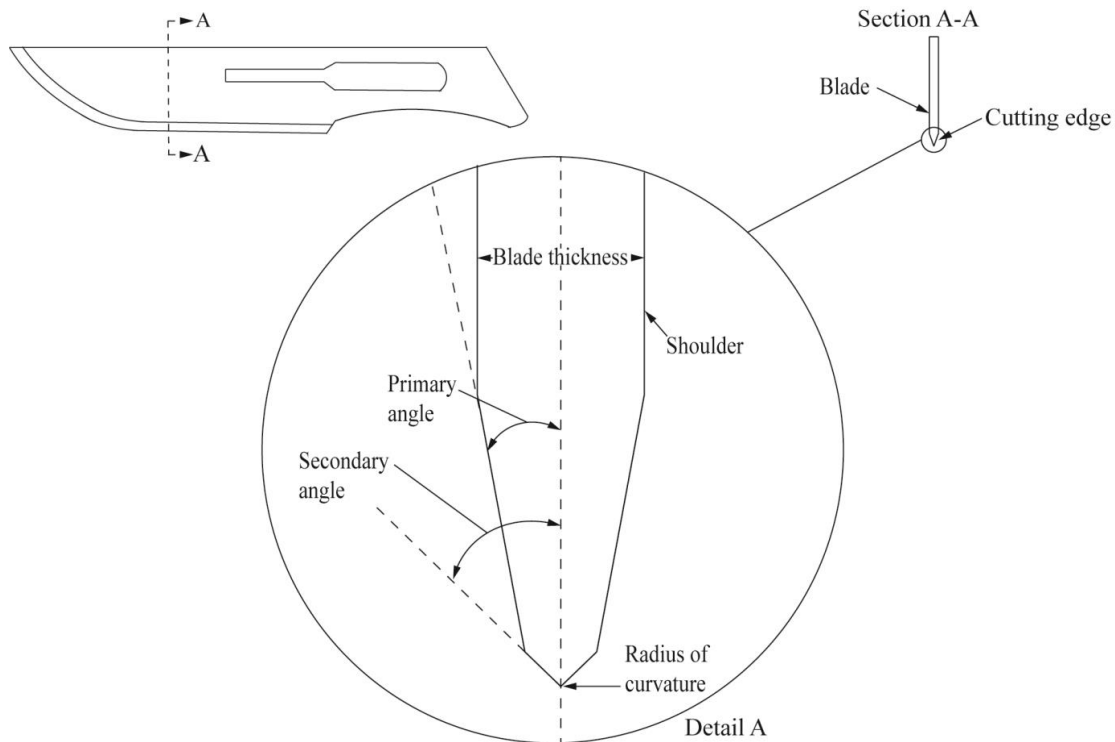 A
A
Section A-A
Blade
Cutting edge
Blade thickness
Shoulder
Primary
angle
Secondary
angle
Radius of
curvature
Detail A